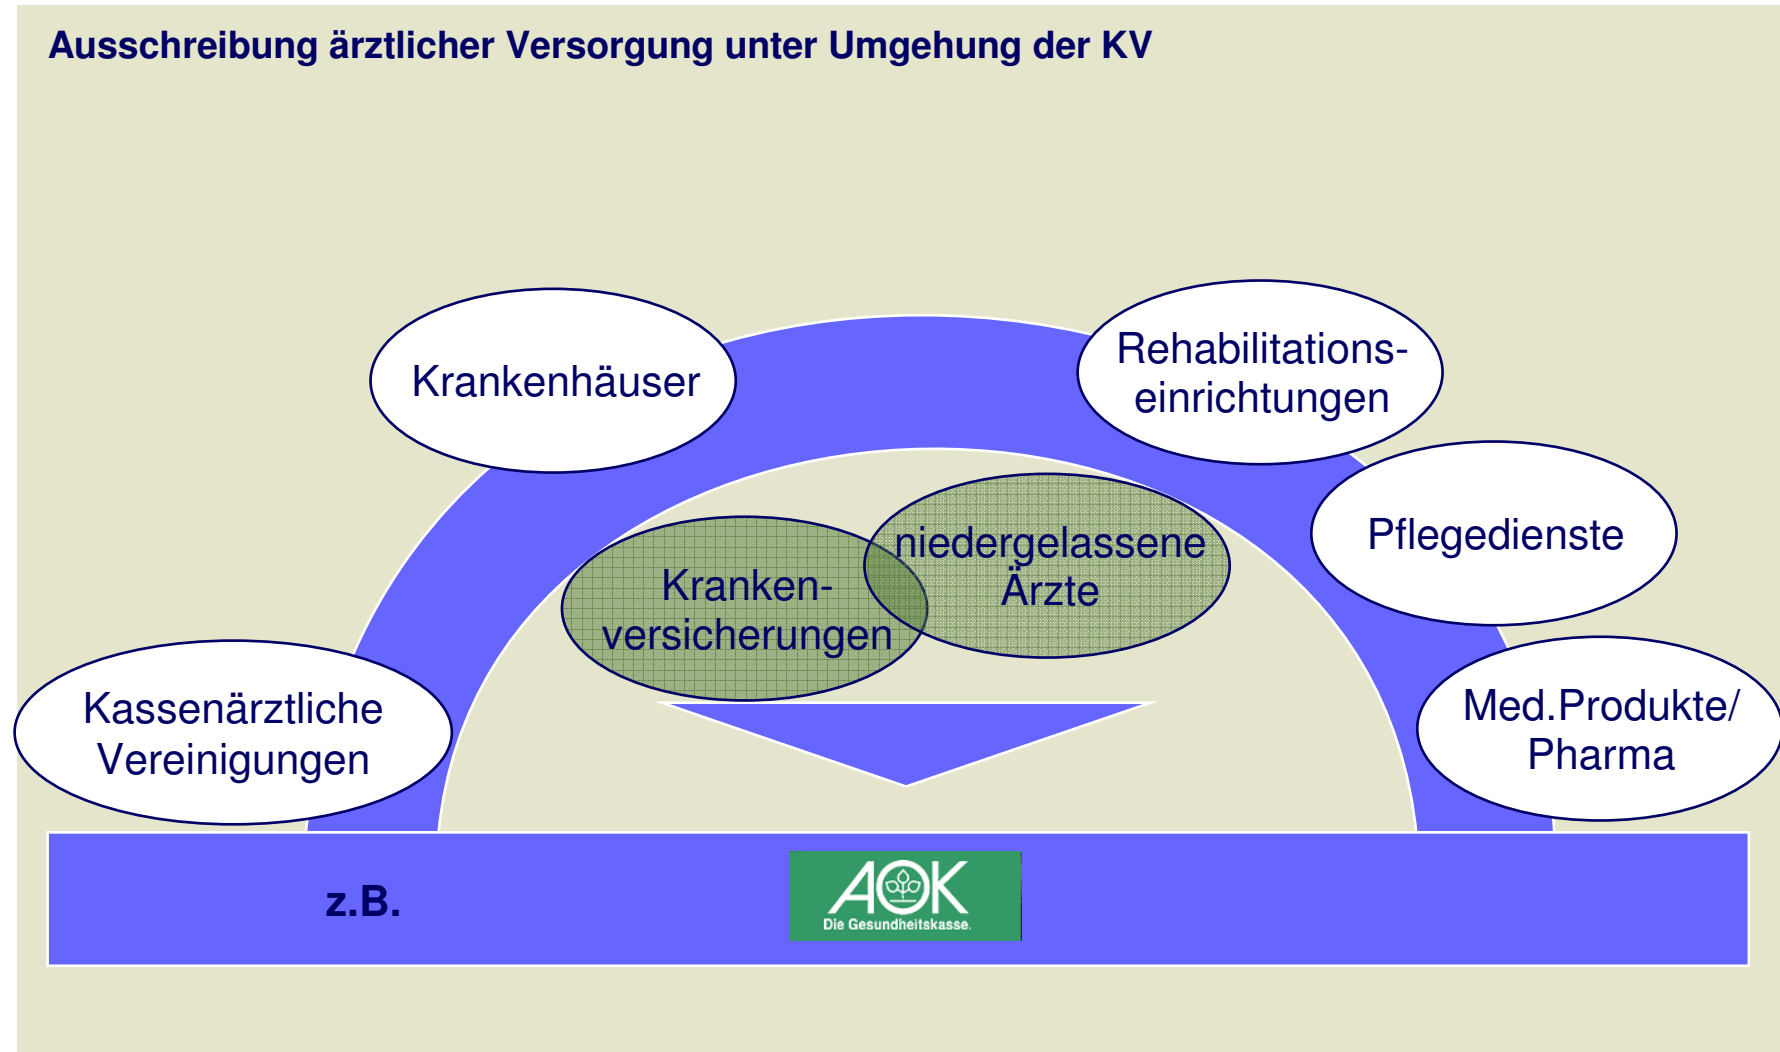 Ausschreibung ärztlicher Versorgung unter Umgehung der KV
Krankenhäuser
Rehabilitations-
einrichtungen
niedergelassene
Ärzte
Pflegedienste
Kranken-
versicherungen
Kassenärztliche
Vereinigungen
Med.Produkte/
Pharma
z.B.
AOK
Die Gesundheitskasse.